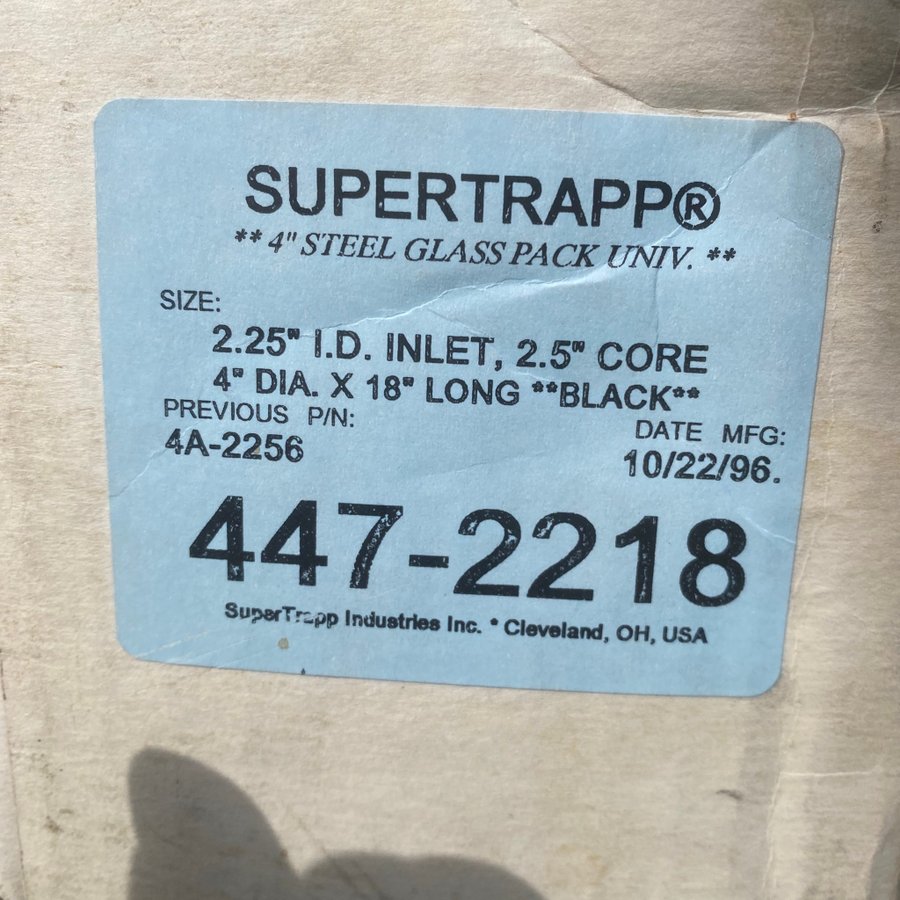 SUPERTRAPP®
** 4" STEEL GLASS PACK UNIV. **
SIZE:
2.25" I.D. INLET, 2.5" CORE
4" DIA. X 18" LONG **BLACK**
PREVIOUS P/N:
4A-2256
DATE MFG:
10/22/96.
447-2218
SuperTrapp Industries Inc. * Cleveland, OH, USA